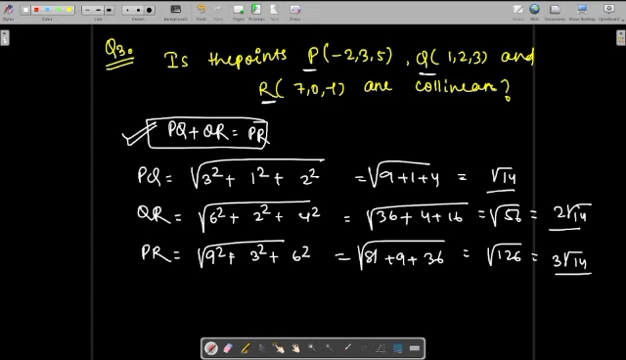 Q3. Is thepoints P(-2,3,5), Q(1,2,3) and
R(7,0,-1) are collinear?
PQ + QR = PR
PQ = √3² + 1² + 2² = √9+1+4 = √14
QR = √6² + 2² + 4² = √36+4+16 = √56 = 2√14
PR = √9² + 3² + 6² = √81+9+36 = √126 = 3√14